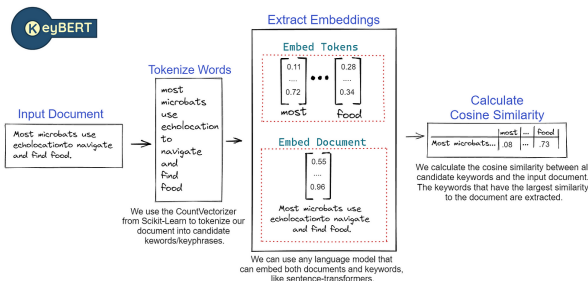 KeyBERT
Input Document
Most microbats use
echolocationto navigate
and find food.
Tokenize Words
most
microbats
use
echolocation
to
navigate
and
find
food
We use the CountVectorizer
from Scikit-Learn to tokenize our
document into candidate
kewords/keyphrases.
Extract Embeddings
Embed Tokens
0.11 0.28
.... ....
0.72 0.34
most food
Embed Document
0.55
....
0.96
Most microbats use
echolocationto navigate
and find food.
We can use any language model that
can embed both documents and keywords,
like sentence-transformers
Calculate
Cosine Similarity
most ... food
Most microbats... .08 ... .73
We calculate the cosine similarity between all
candidate keywords and the input document.
The keywords that have the largest similarity
to the document are extracted.